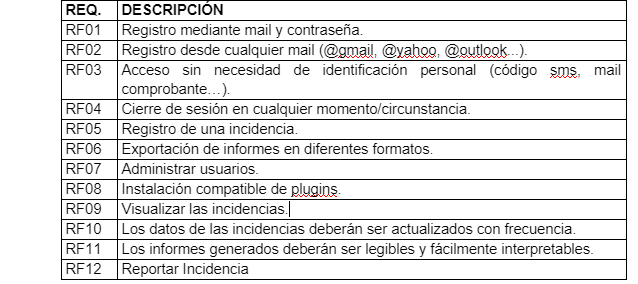 REQ. DESCRIPCIÓN
RF01 Registro mediante mail y contraseña.
RF02 Registro desde cualquier mail (@gmail, @yahoo, @outlook...).
RF03 Acceso sin necesidad de identificación personal (código sms, mail
comprobante…).
RF04 Cierre de sesión en cualquier momento/circunstancia.
RF05 Registro de una incidencia.
RF06 Exportación de informes en diferentes formatos.
RF07 Administrar usuarios.
RF08 Instalación compatible de plugins.
RF09 Visualizar las incidencias.
RF10 Los datos de las incidencias deberán ser actualizados con frecuencia.
RF11 Los informes generados deberán ser legibles y fácilmente interpretables.
RF12 Reportar Incidencia